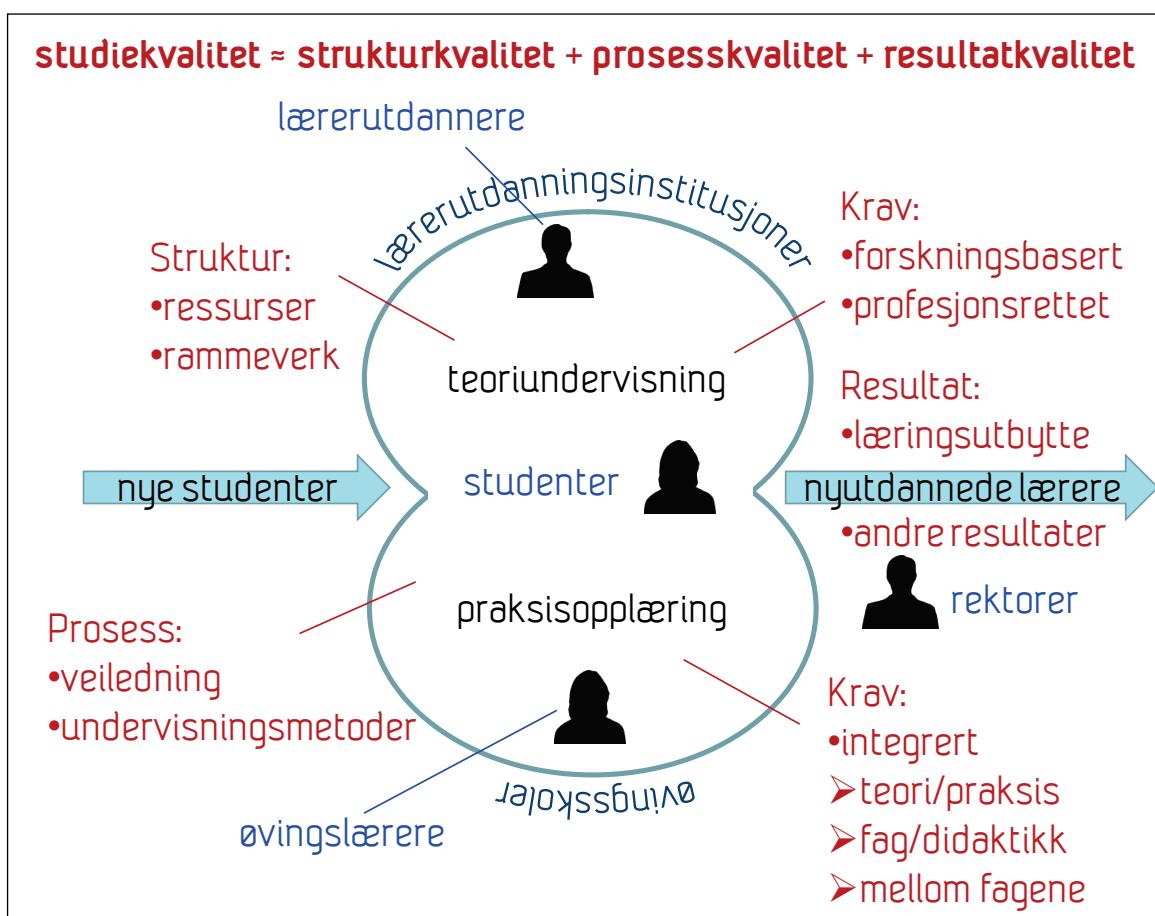 studiekvalitet ≈ strukturkvalitet + prosesskvalitet + resultatkvalitet
lærerutdannere
lærerutdanningsinstitusjoner
Struktur:
•ressurser
•rammeverk
Krav:
•forskningsbasert
•profesjonsrettet
teoriundervisning
Resultat:
•læringsutbytte
nye studenter
studenter
nyutdannede lærere
•andre resultater
rektorer
praksisopplæring
Prosess:
•veiledning
•undervisningsmetoder
Krav:
•integrert
➢teori/praksis
➢fag/didaktikk
➢mellom fagene
øvingsskoler
øvingslærere